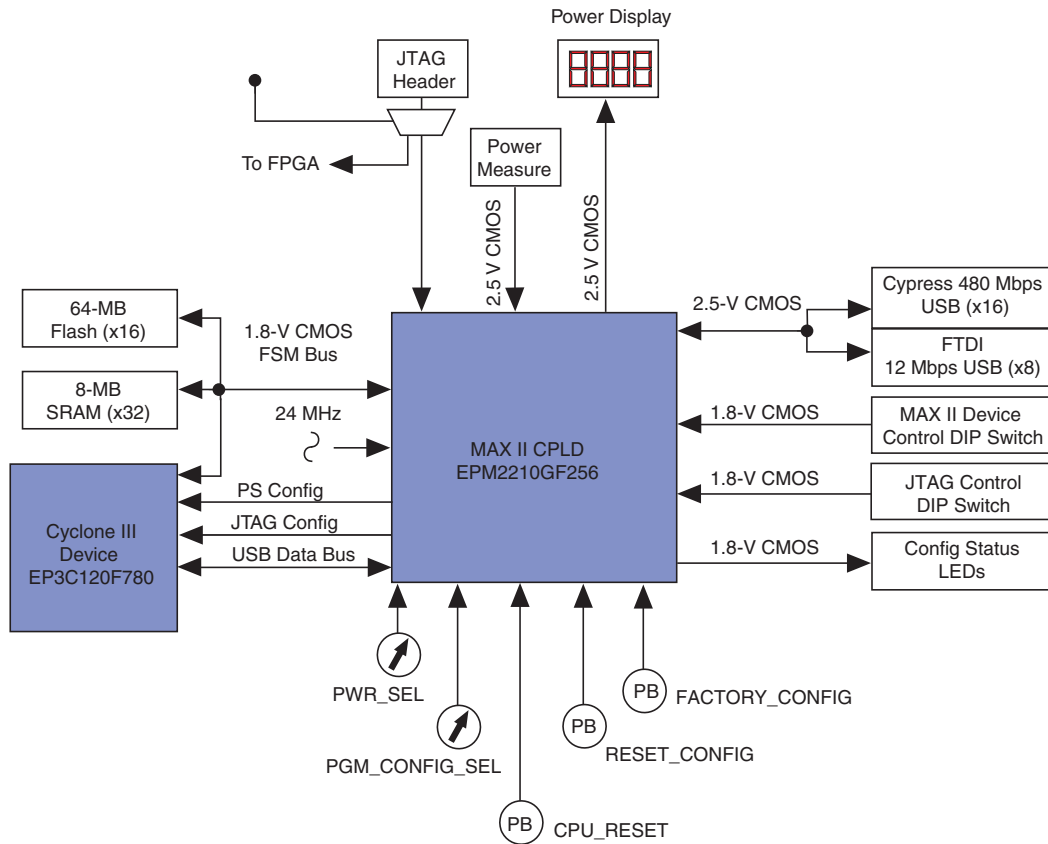 Power Display
8888
JTAG
Header
To FPGA
Power
Measure
2.5 V CMOS
2.5 V CMOS
64-MB
Flash (x16)
8-MB
SRAM (x32)
1.8-V CMOS
FSM Bus
24 MHz
2.5-V CMOS
Cypress 480 Mbps
USB (x16)
FTDI
12 Mbps USB (x8)
1.8-V CMOS
MAX II Device
Control DIP Switch
MAX II CPLD
EPM2210GF256
1.8-V CMOS
JTAG Control
DIP Switch
1.8-V CMOS
Config Status
LEDs
Cyclone III
Device
EP3C120F780
PS Config
JTAG Config
USB Data Bus
PWR_SEL
PGM_CONFIG_SEL
PB
CPU_RESET
PB
RESET_CONFIG
PB
FACTORY_CONFIG